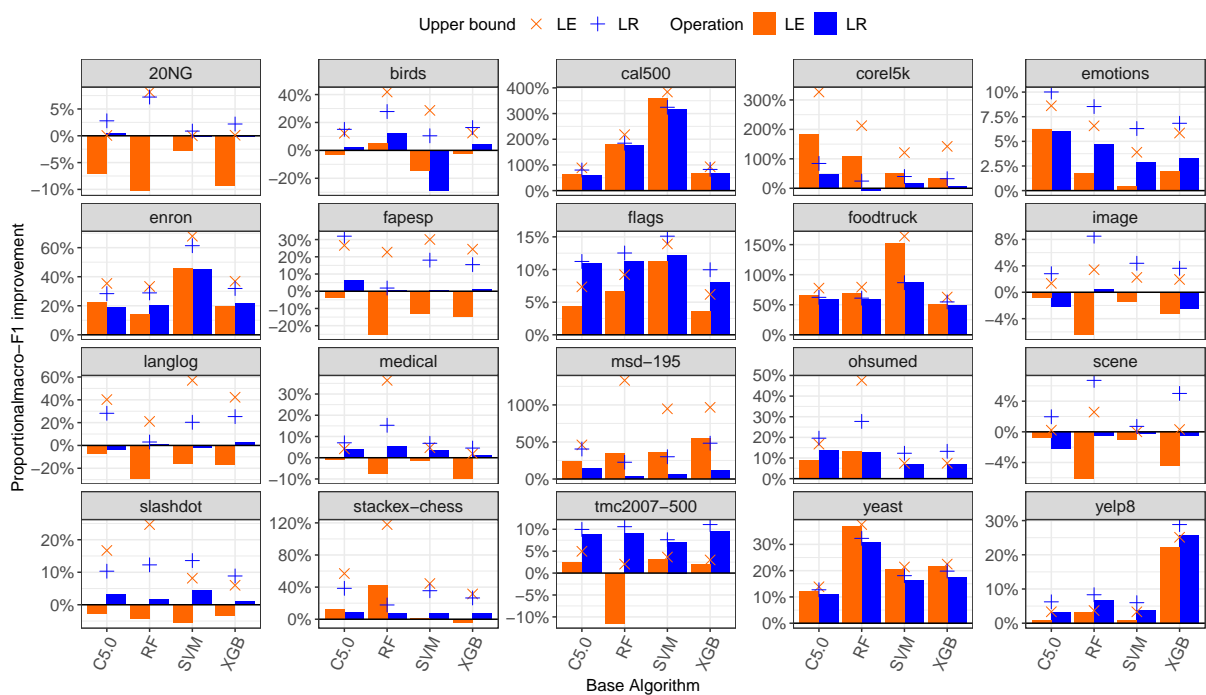 Upper bound LE LR Operation LE LR
20NG birds cal500 corel5k emotions
5% 0% −5% −10%
40% 20% 0% −20%
400% 300% 200% 100% 0%
300% 200% 100% 0%
10% 7.5% 5% 2.5% 0%
enron fapesp flags foodtruck image
60% 40% 20% 0%
30% 20% 10% 0% −10% −20%
15% 10% 5% 0%
150% 100% 50% 0%
8% 4% 0% −4%
langlog medical msd−195 ohsumed scene
60% 40% 20% 0% −20%
30% 20% 10% 0% −10%
100% 50% 0%
50% 40% 30% 20% 10% 0%
4% 0% −4%
slashdot stackex−chess tmc2007−500 yeast yelp8
20% 10% 0%
120% 80% 40% 0%
10% 5% 0% −5% −10%
30% 20% 10% 0%
30% 20% 10% 0%
C5.0 RF SVM XGB C5.0 RF SVM XGB C5.0 RF SVM XGB C5.0 RF SVM XGB C5.0 RF SVM XGB
Base Algorithm
Proportionalmacro−F1 improvement